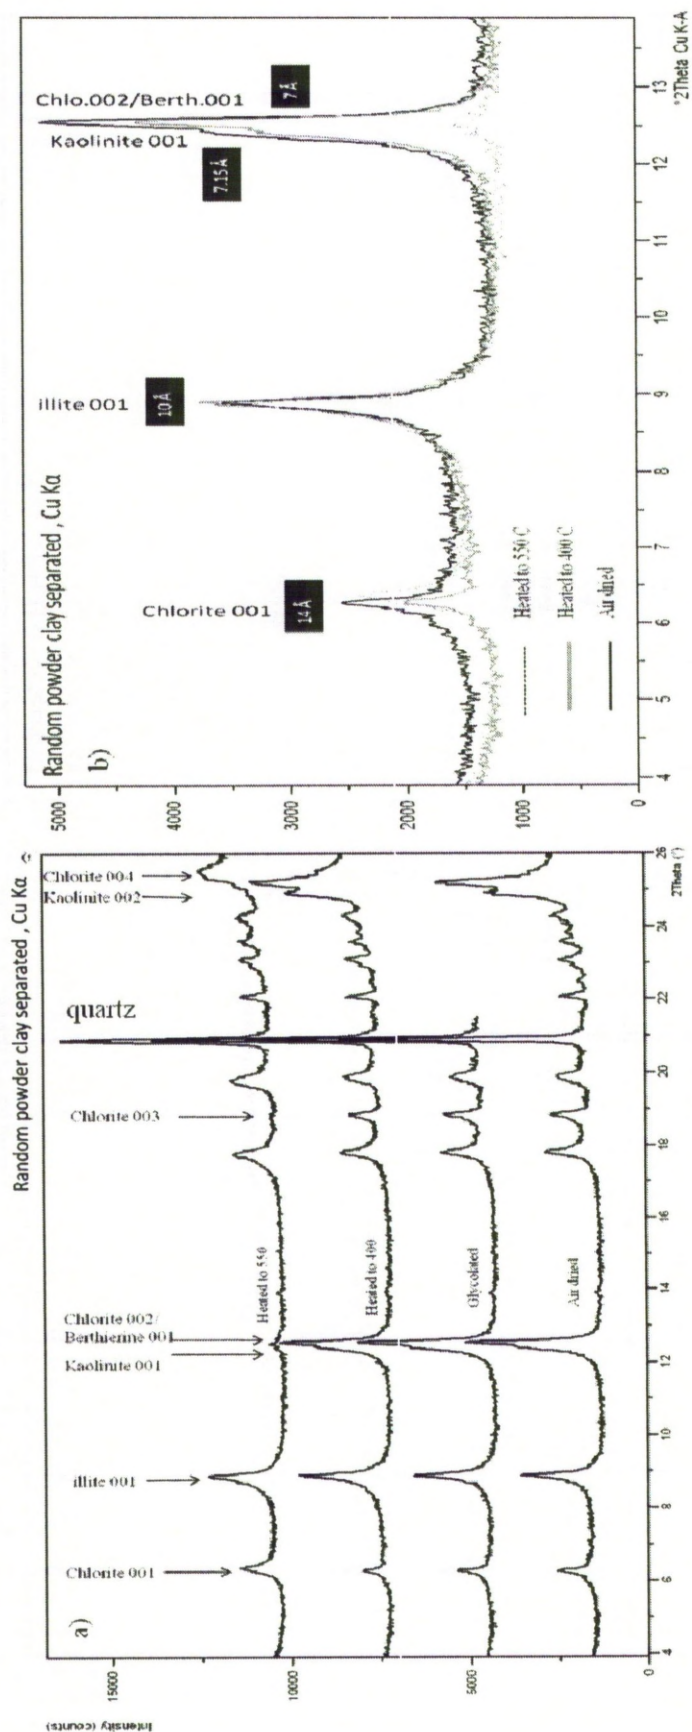 Random powder clay separated , Cu Kα
a)
Intensity (counts)
15000
10000
5000
0
Chlorite 001
illite 001
Kaolinite 001
Chlorite 002/
Berthierine 001
Chlorite 003
quartz
Kaolinite 002
Chlorite 004
Heated to 550
Heated to 400
Glycolated
Air dried
4
6
8
10
12
14
16
18
20
22
24
26
2Theta (°)
Random powder clay separated , Cu Kα
b)
5000
4000
3000
2000
1000
0
Chlorite 001
14 Å
illite 001
10 Å
Chlo.002/Berth.001
Kaolinite 001
7.15 Å
7 Å
Heated to 550 C
Heated to 400 C
Air dried
4
5
6
7
8
9
10
11
12
13
°2Theta Cu K-A